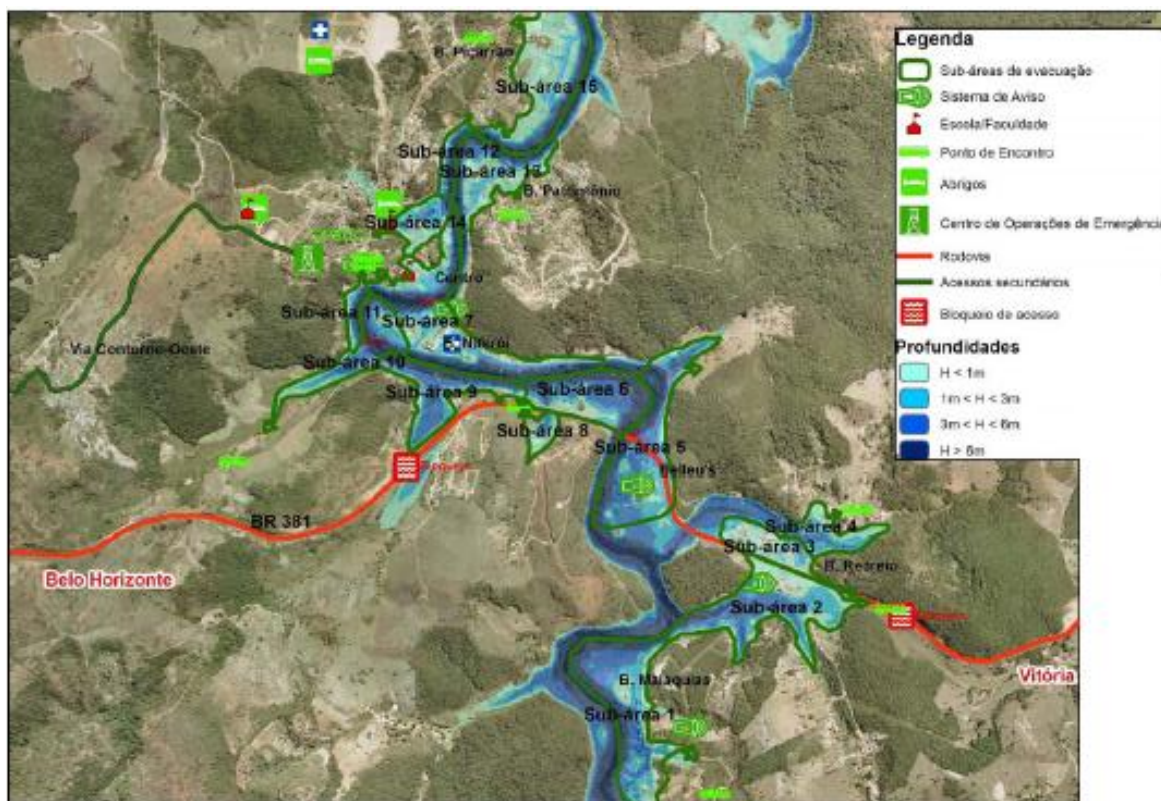 B. Piçarrão
Sub-área 15
Sub-área 12
Sub-área 13
B. Patrimônio
Sub-área 14
Centro
Sub-área 11
Sub-área 7
Niterói
Via Contorno-Oeste
Sub-área 10
Sub-área 9
Sub-área 6
Sub-área 8
Sub-área 5
BR 381
Belo Horizonte
Sub-área 4
Sub-área 3
B. Recreio
Sub-área 2
Vitória
B. Malaquias
Sub-área 1
Legenda
Sub-áreas de evacuação
Sistema de Aviso
Escola/Faculdade
Ponto de Encontro
Abrigos
Centro de Operações de Emergência
Rodovia
Acessos secundários
Bloqueio de acesso
Profundidades
H < 1m
1m < H < 3m
3m < H < 6m
H > 6m